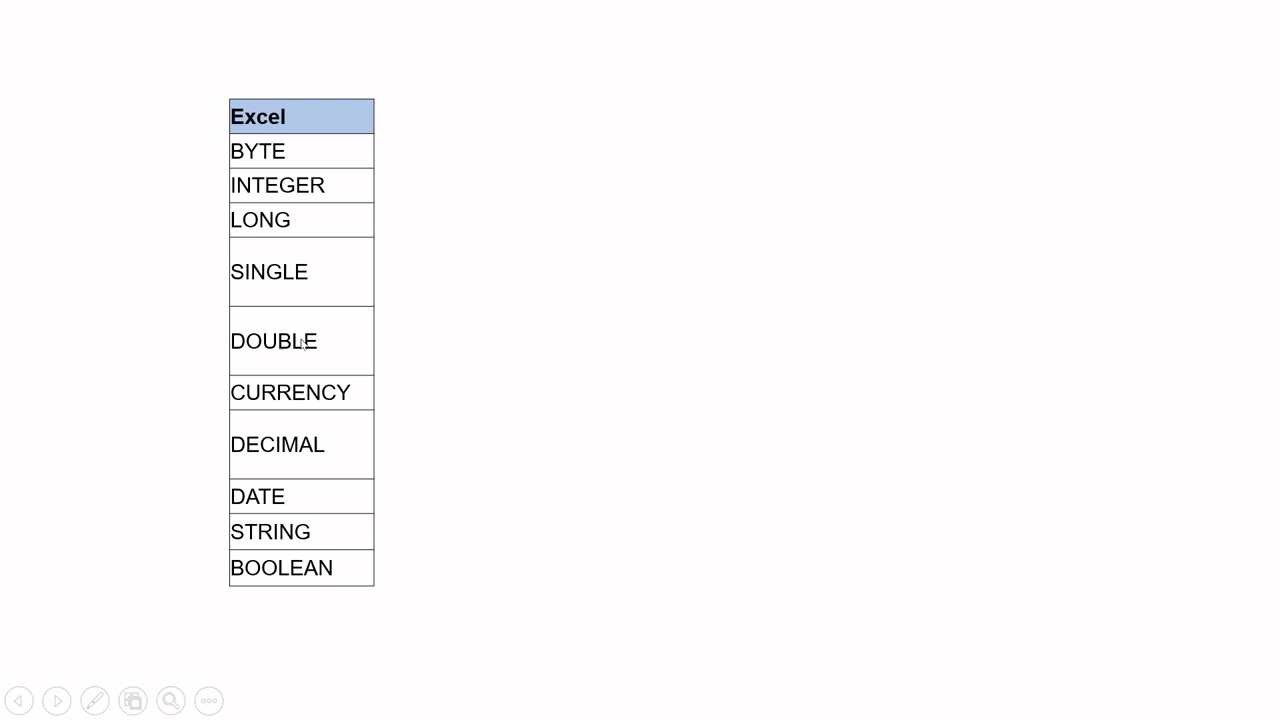 Excel
BYTE
INTEGER
LONG
SINGLE
DOUBLE
CURRENCY
DECIMAL
DATE
STRING
BOOLEAN